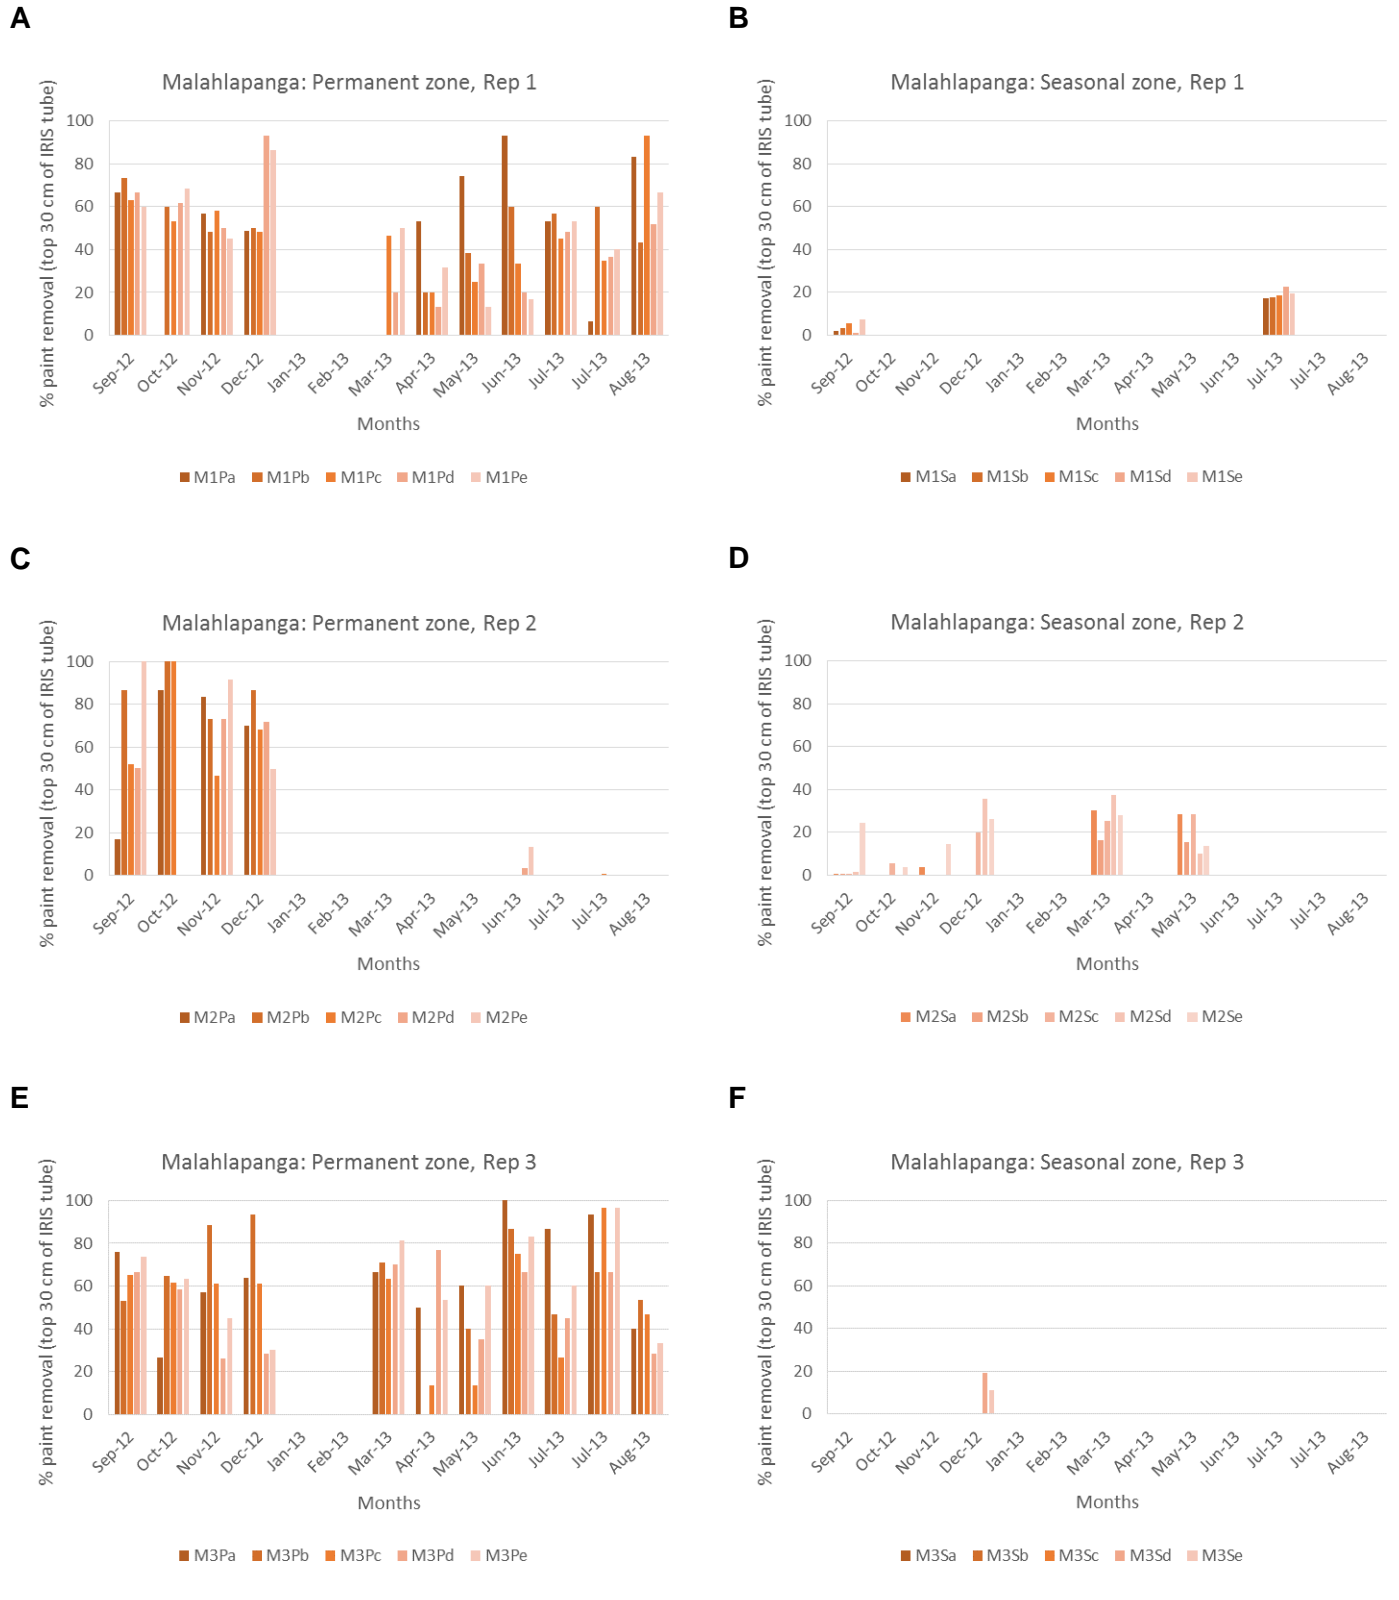 A
Malahlapanga: Permanent zone, Rep 1
% paint removal (top 30 cm of IRIS tube)
100
80
60
40
20
0
Sep-12 Oct-12 Nov-12 Dec-12 Jan-13 Feb-13 Mar-13 Apr-13 May-13 Jun-13 Jul-13 Jul-13 Aug-13
Months
M1Pa M1Pb M1Pc M1Pd M1Pe
B
Malahlapanga: Seasonal zone, Rep 1
% paint removal (top 30 cm of IRIS tube)
100
80
60
40
20
0
Sep-12 Oct-12 Nov-12 Dec-12 Jan-13 Feb-13 Mar-13 Apr-13 May-13 Jun-13 Jul-13 Jul-13 Aug-13
Months
M1Sa M1Sb M1Sc M1Sd M1Se
C
Malahlapanga: Permanent zone, Rep 2
% paint removal (top 30 cm of IRIS tube)
100
80
60
40
20
0
Sep-12 Oct-12 Nov-12 Dec-12 Jan-13 Feb-13 Mar-13 Apr-13 May-13 Jun-13 Jul-13 Jul-13 Aug-13
Months
M2Pa M2Pb M2Pc M2Pd M2Pe
D
Malahlapanga: Seasonal zone, Rep 2
% paint removal (top 30 cm of IRIS tube)
100
80
60
40
20
0
Sep-12 Oct-12 Nov-12 Dec-12 Jan-13 Feb-13 Mar-13 Apr-13 May-13 Jun-13 Jul-13 Jul-13 Aug-13
Months
M2Sa M2Sb M2Sc M2Sd M2Se
E
Malahlapanga: Permanent zone, Rep 3
% paint removal (top 30 cm of IRIS tube)
100
80
60
40
20
0
Sep-12 Oct-12 Nov-12 Dec-12 Jan-13 Feb-13 Mar-13 Apr-13 May-13 Jun-13 Jul-13 Jul-13 Aug-13
Months
M3Pa M3Pb M3Pc M3Pd M3Pe
F
Malahlapanga: Seasonal zone, Rep 3
% paint removal (top 30 cm of IRIS tube)
100
80
60
40
20
0
Sep-12 Oct-12 Nov-12 Dec-12 Jan-13 Feb-13 Mar-13 Apr-13 May-13 Jun-13 Jul-13 Jul-13 Aug-13
Months
M3Sa M3Sb M3Sc M3Sd M3Se